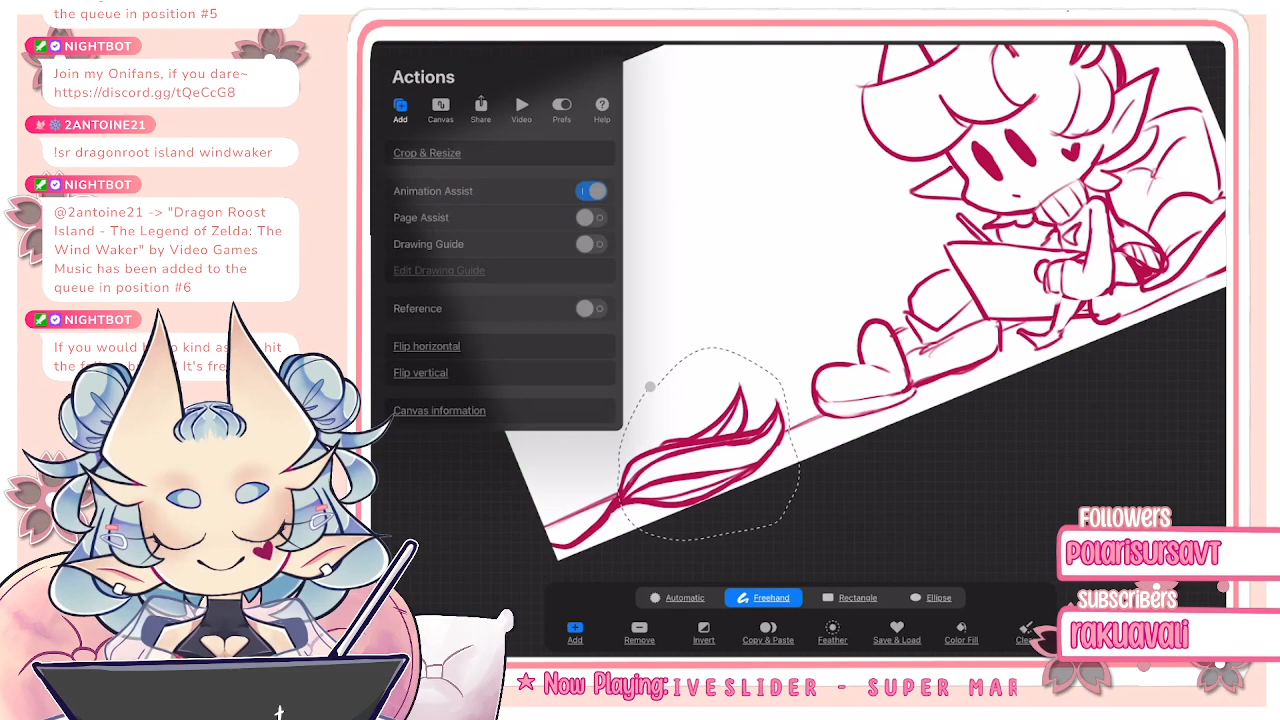 the queue in position #5
NIGHTBOT
Join my Onifans, if you dare~
https://discord.gg/tQeCcG8
2ANTOINE21
!sr dragonroot island windwaker
NIGHTBOT
@2antoine21 -> "Dragon Roost
Island - The Legend of Zelda: The
Wind Waker" by Video Games
Music has been added to the
queue in position #6
NIGHTBOT
If you would
kind as
hit
the
It's
Actions
Add
Canvas
Share
Video
Prefs
Help
Crop & Resize
Animation Assist
Page Assist
Drawing Guide
Edit Drawing Guide
Reference
Flip horizontal
Flip vertical
Canvas information
Automatic
Freehand
Rectangle
Ellipse
Add
Remove
Invert
Copy & Paste
Feather
Save & Load
Color Fill
Followers
polarisursavt
subscribers
rakuavali
★ Now Playing:
IVESLIDER - SUPER MAR